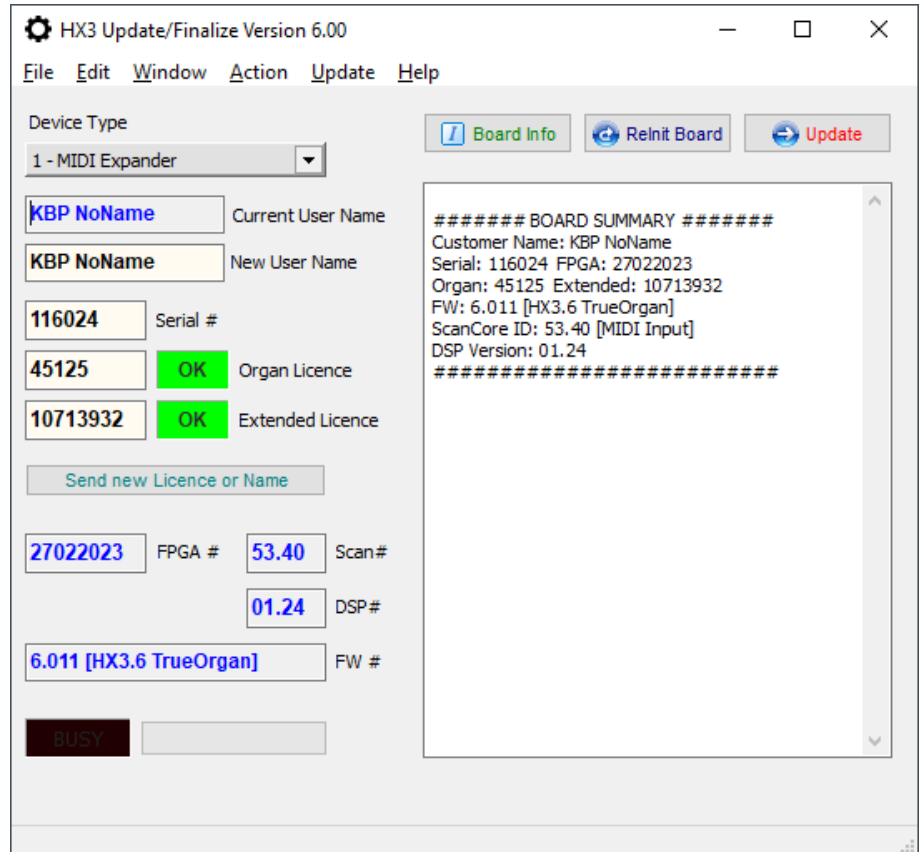 HX3 Update/Finalize Version 6.00
File Edit Window Action Update Help
Device Type
1 - MIDI Expander
Board Info
ReInit Board
Update
KBP NoName Current User Name
KBP NoName New User Name
116024 Serial #
45125 OK Organ Licence
10713932 OK Extended Licence
Send new Licence or Name
27022023 FPGA # 53.40 Scan#
01.24 DSP#
6.011 [HX3.6 TrueOrgan] FW #
BUSY
####### BOARD SUMMARY #######
Customer Name: KBP NoName
Serial: 116024 FPGA: 27022023
Organ: 45125 Extended: 10713932
FW: 6.011 [HX3.6 TrueOrgan]
ScanCore ID: 53.40 [MIDI Input]
DSP Version: 01.24
##########################